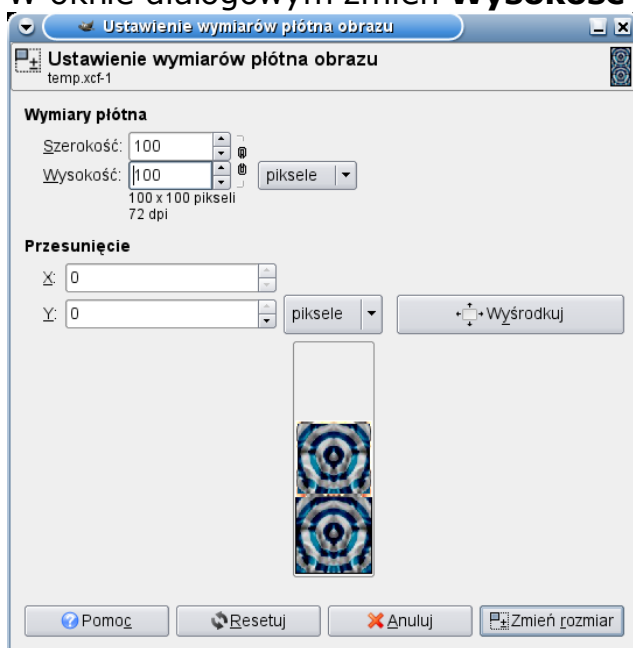 W oknie dialogowym zmień Wysokość
Ustawienie wymiarów płótna obrazu
Ustawienie wymiarów płótna obrazu
temp.xcf-1
Wymiary płótna
Szerokość: 100
Wysokość: 100 piksele
100 x 100 pikseli
72 dpi
Przesunięcie
X: 0
Y: 0 piksele Wyśrodkuj
Pomoc Resetuj Anuluj Zmień rozmiar